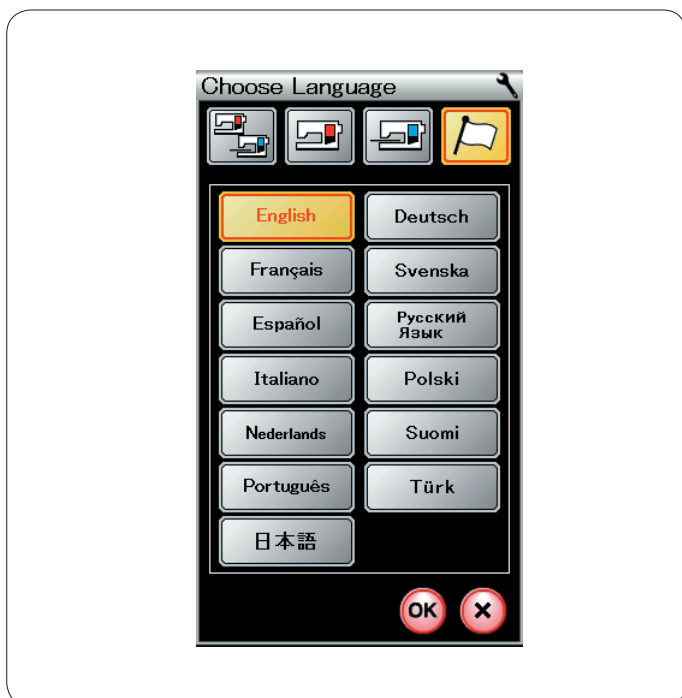 Choose Language
English
Deutsch
Français
Svenska
Español
Русский
Язык
Italiano
Polski
Nederlands
Suomi
Português
Türk
日本語
OK